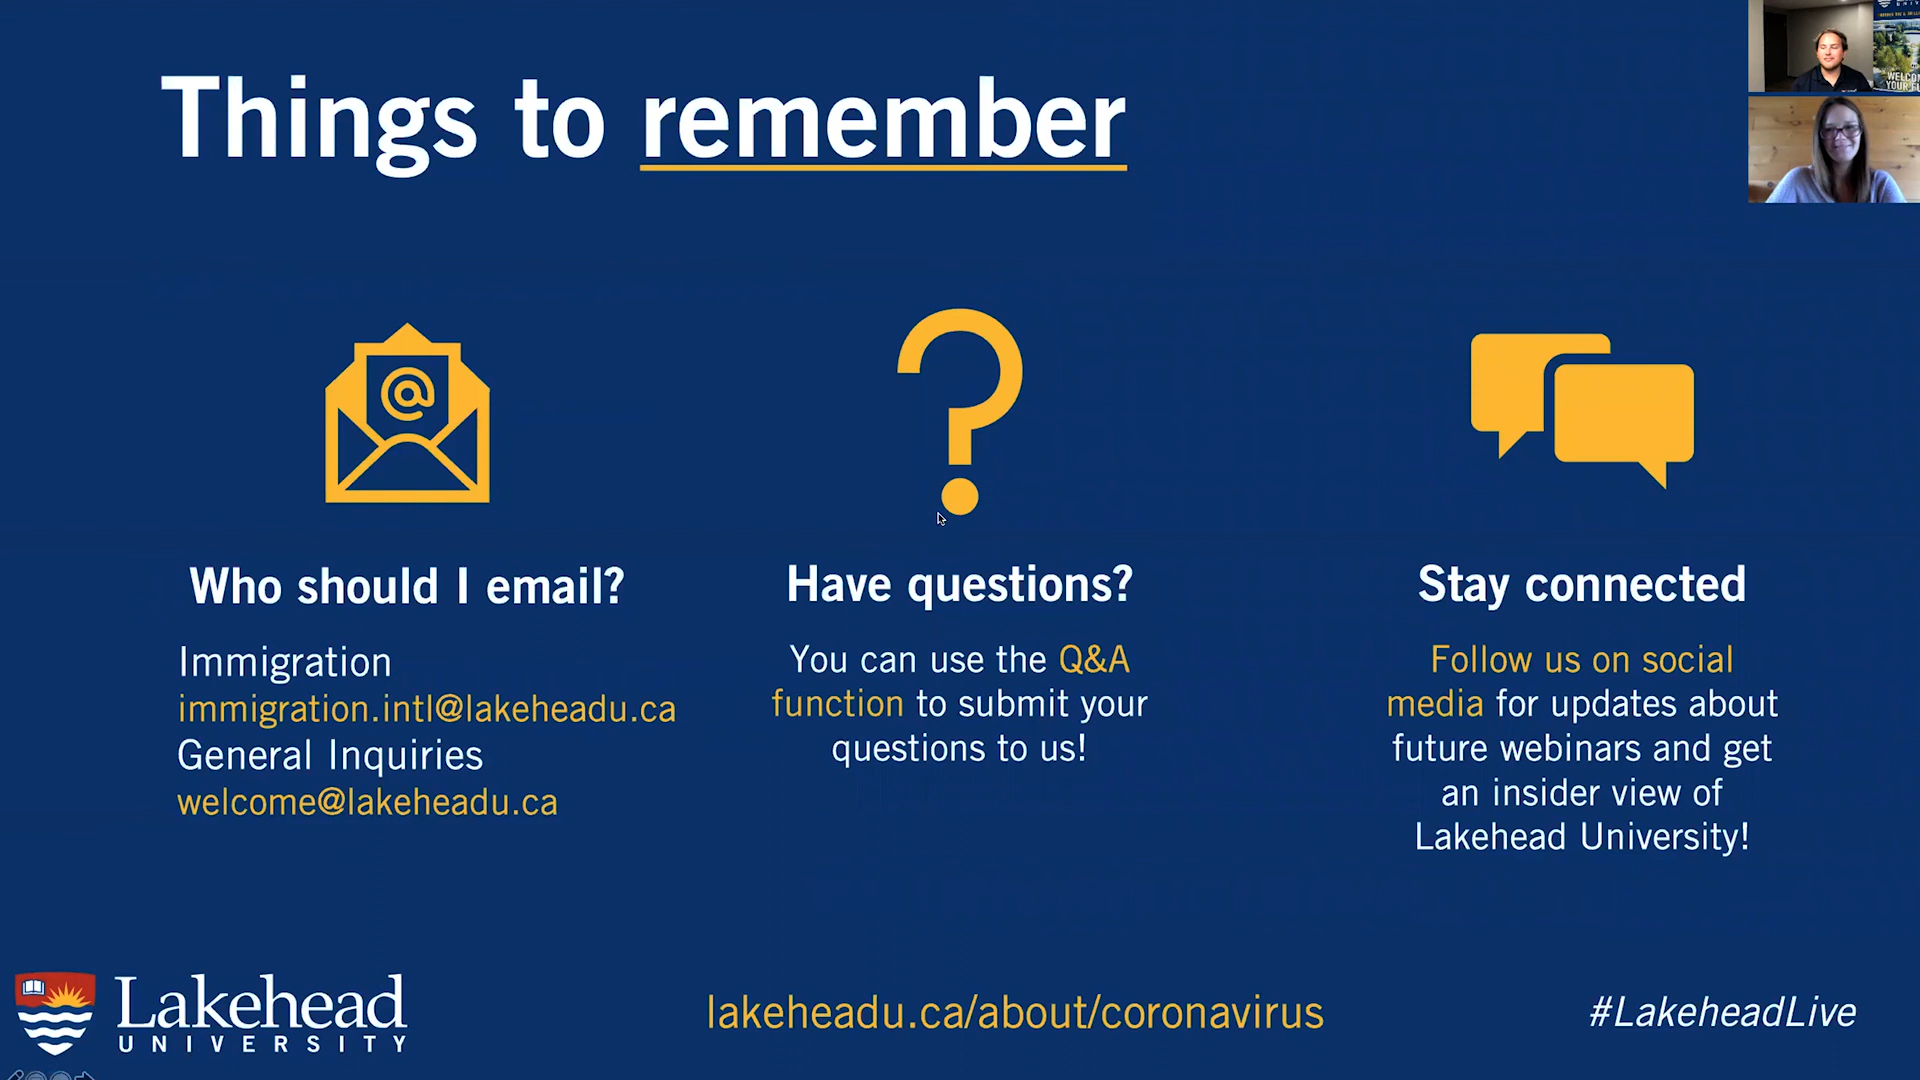 Things to remember
@
Who should I email?
Immigration
immigration.intl@lakeheadu.ca
General Inquiries
welcome@lakeheadu.ca
Have questions?
You can use the Q&A
function to submit your
questions to us!
Stay connected
Follow us on social
media for updates about
future webinars and get
an insider view of
Lakehead University!
Lakehead
UNIVERSITY
lakeheadu.ca/about/coronavirus
#LakeheadLive